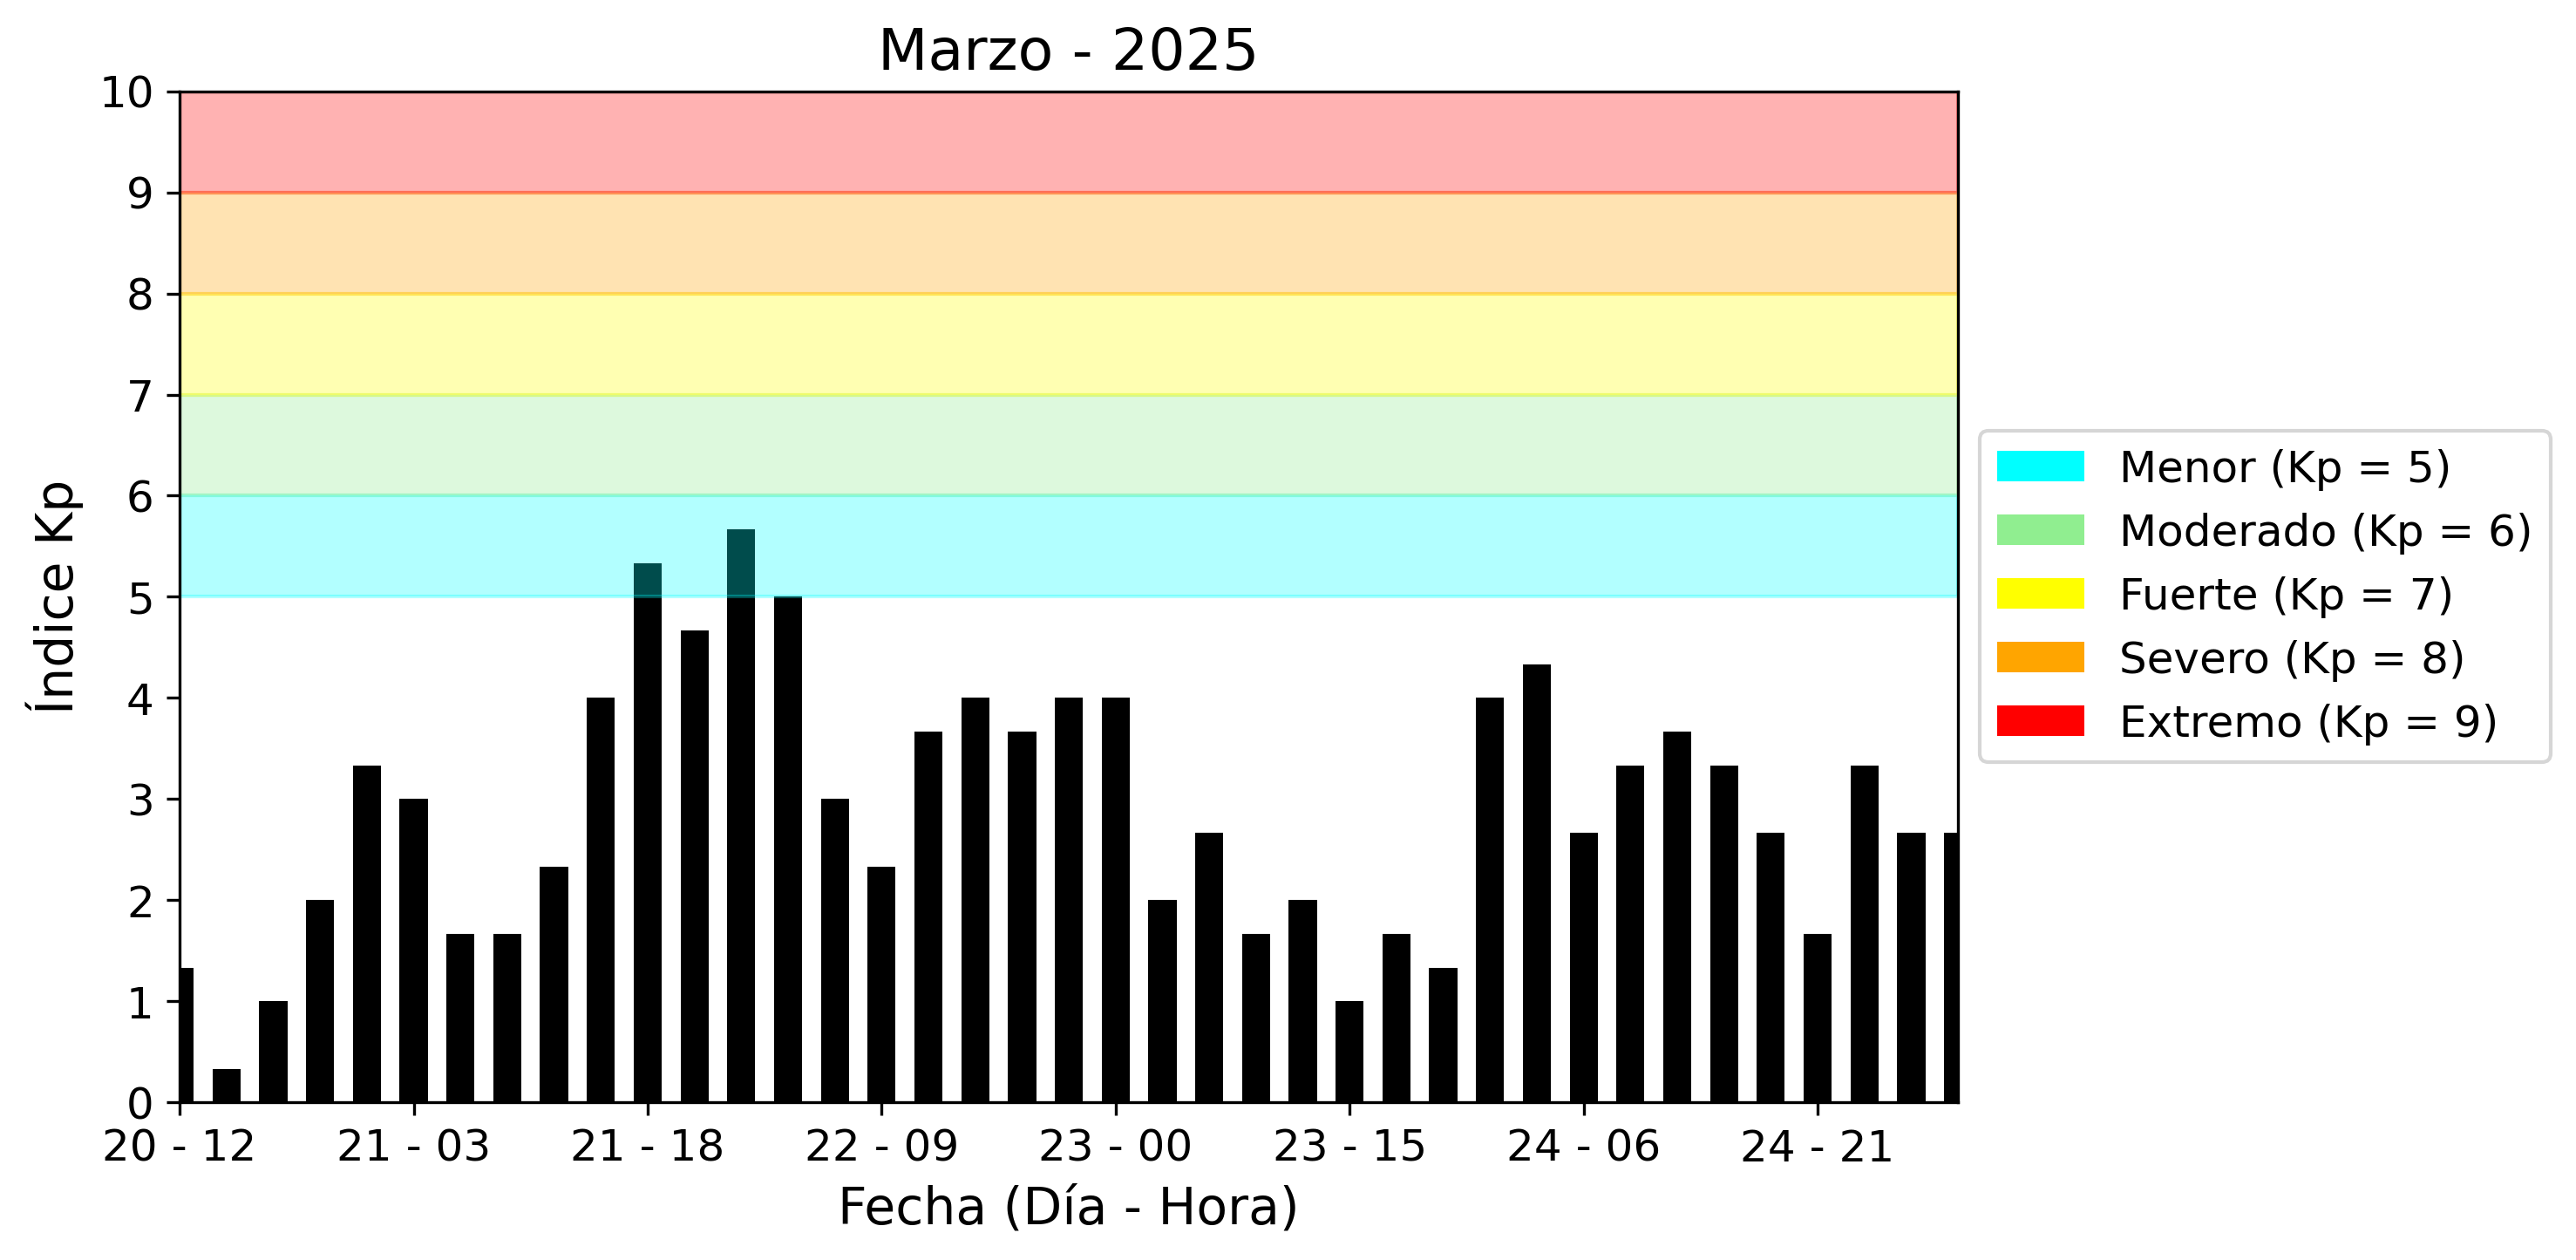 Marzo - 2025
10
9
8
7
6
5
4
3
2
1
0
Índice Kp
20 - 12
21 - 03
21 - 18
22 - 09
23 - 00
23 - 15
24 - 06
24 - 21
Fecha (Día - Hora)
Menor (Kp = 5)
Moderado (Kp = 6)
Fuerte (Kp = 7)
Severo (Kp = 8)
Extremo (Kp = 9)